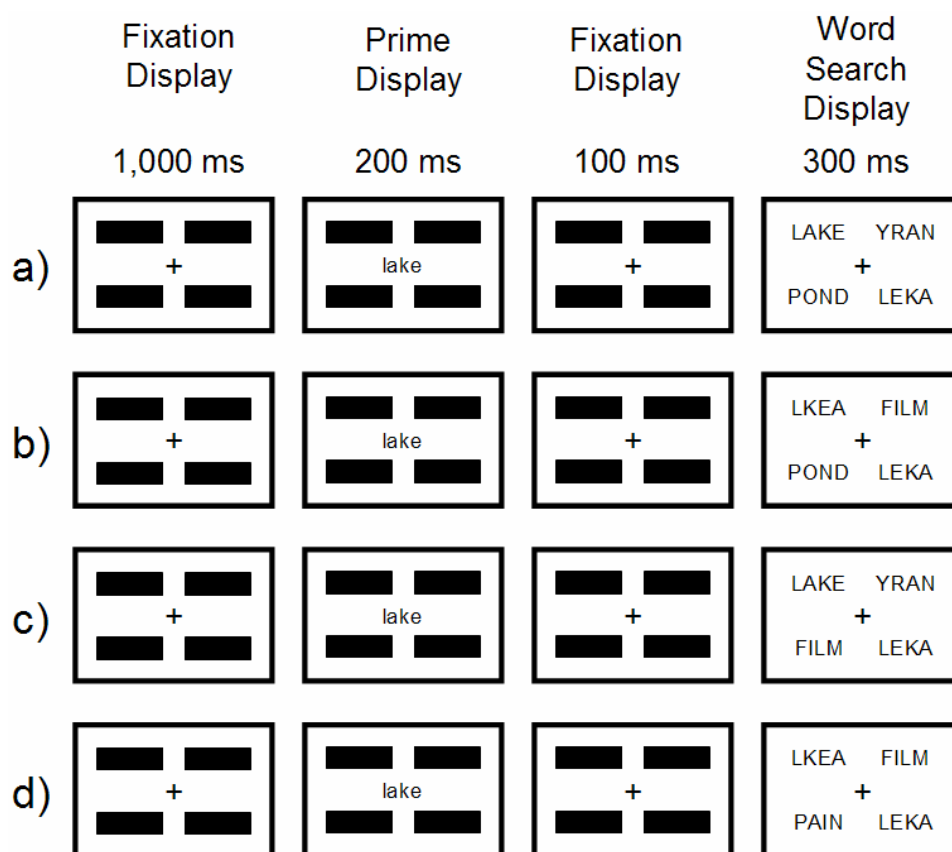 Fixation Display Prime Display Fixation Display Word Search Display
1,000 ms 200 ms 100 ms 300 ms
a)
+ lake + LAKE YRAN
+
POND LEKA
b)
+ lake + LKEA FILM
+
POND LEKA
c)
+ lake + LAKE YRAN
+
FILM LEKA
d)
+ lake + LKEA FILM
+
PAIN LEKA